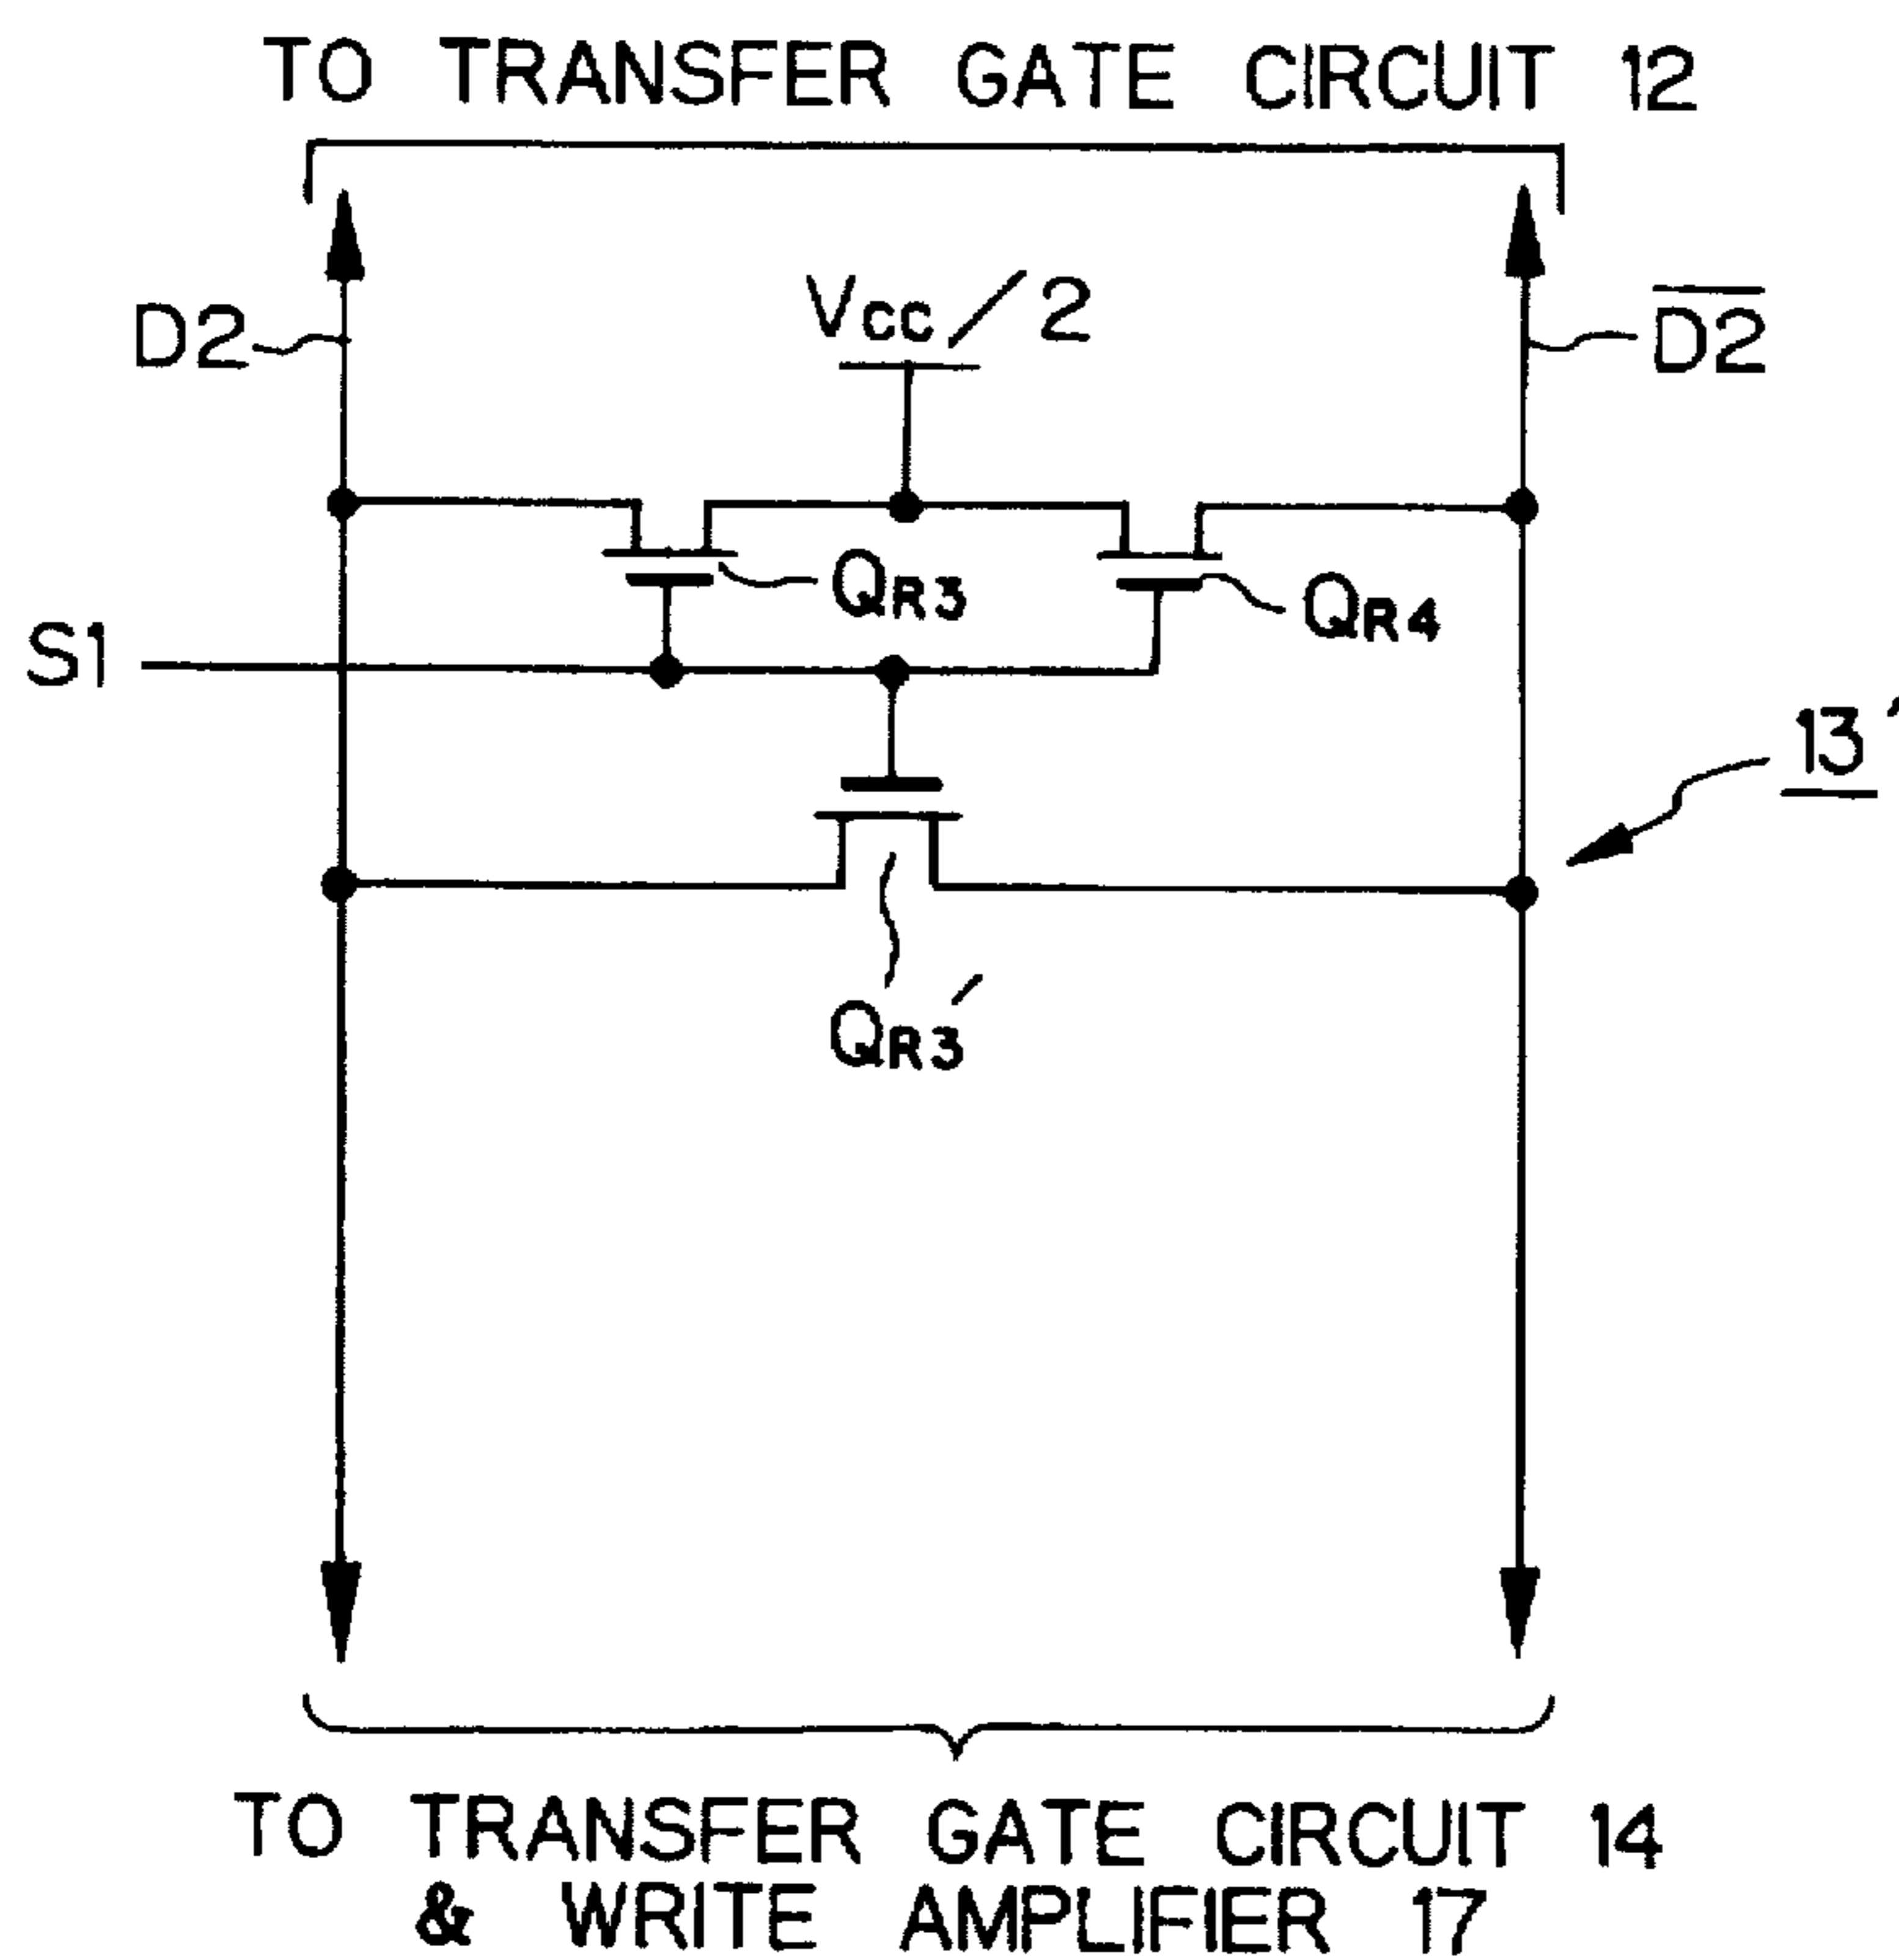 TO TRANSFER GATE CIRCUIT 12
Vcc/2
D2
D2
QR3
QR4
S1
13'
QR3'
TO TRANSFER GATE CIRCUIT 14
& WRITE AMPLIFIER 17